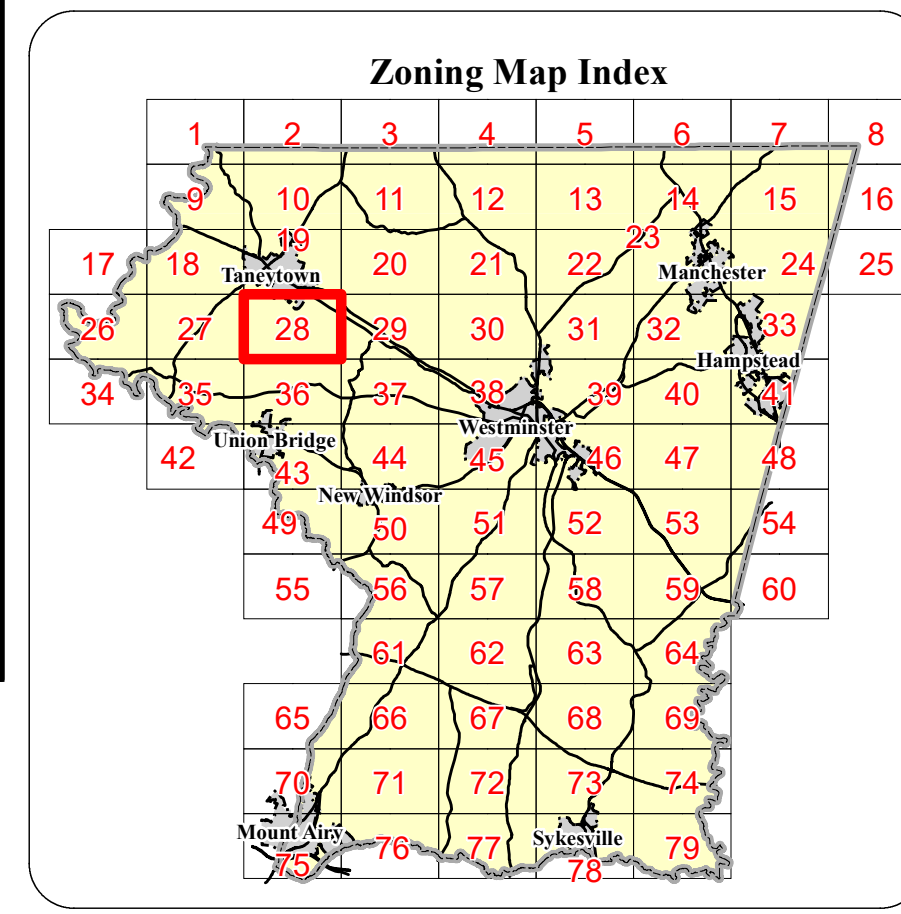 Zoning Map Index
1 2 3 4 5 6 7 8
9 10 11 12 13 14 15 16
19 23
17 18 20 21 22 24 25
Taneytown Manchester
26 27 28 29 30 31 32 33
Hampstead
34 35 36 37 38 39 40 41
Westminster
Union Bridge
42 43 44 45 46 47 48
New Windsor
49 50 51 52 53 54
55 56 57 58 59 60
61 62 63 64
65 66 67 68 69
70 71 72 73 74
Mount Airy Sykesville
75 76 77 78 79